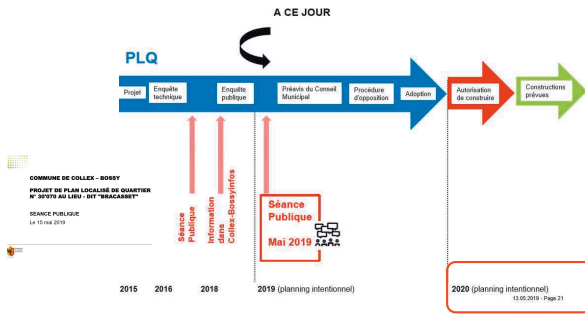 A CE JOUR
PLQ
Projet
Enquête
technique
Enquête
publique
Préavis du Conseil
Municipal
Procédure
d'opposition
Adoption
Autorisation
de construire
Constructions
prévues
COMMUNE DE COLLEX – BOSSY
PROJET DE PLAN LOCALISÉ DE QUARTIER
N° 30'070 AU LIEU - DIT "BRACASSET"
SEANCE PUBLIQUE
Le 15 mai 2019
Séance
Publique
Information
dans
Collex-Bossyinfos
Séance
Publique
Mai 2019
2015
2016
2018
2019 (planning intentionnel)
2020 (planning intentionnel)
13.05.2019 - Page 21